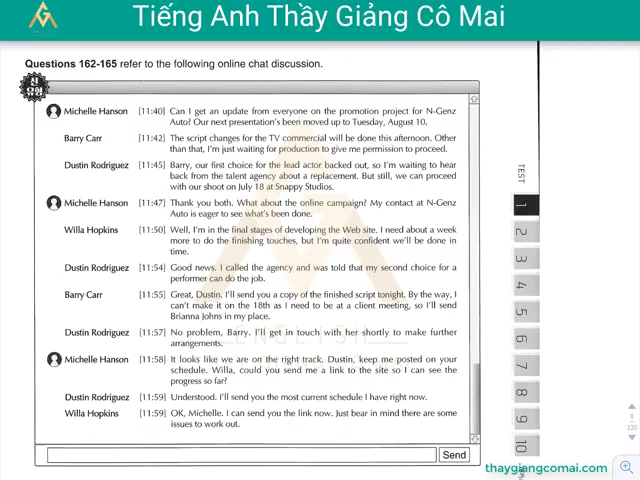 Tiếng Anh Thầy Giảng Cô Mai
Questions 162-165 refer to the following online chat discussion.
Michelle Hanson [11:40] Can I get an update from everyone on the promotion project for N-Genz
Auto? Our next presentation's been moved up to Tuesday, August 10.
Barry Carr [11:42] The script changes for the TV commercial will be done this afternoon. Other
than that, I'm just waiting for production to give me permission to proceed.
Dustin Rodriguez [11:45] Barry, our first choice for the lead actor backed out, so I'm waiting to hear
back from the talent agency about a replacement. But still, we can proceed
with our shoot on July 18 at Snappy Studios.
Michelle Hanson [11:47] Thank you both. What about the online campaign? My contact at N-Genz
Auto is eager to see what's been done.
Willa Hopkins [11:50] Well, I'm in the final stages of developing the Web site. I need about a week
more to do the finishing touches, but I'm quite confident we'll be done in
time.
Dustin Rodriguez [11:54] Good news. I called the agency and was told that my second choice for a
performer can do the job.
Barry Carr [11:55] Great, Dustin. I'll send you a copy of the finished script tonight. By the way, I
can't make it on the 18th as I need to be at a client meeting, so I'll send
Brianna Johns in my place.
Dustin Rodriguez [11:57] No problem, Barry. I'll get in touch with her shortly to make further
arrangements.
Michelle Hanson [11:58] It looks like we are on the right track. Dustin, keep me posted on your
schedule. Willa, could you send me a link to the site so I can see the
progress so far?
Dustin Rodriguez [11:59] Understood. I'll send you the most current schedule I have right now.
Willa Hopkins [11:59] OK, Michelle. I can send you the link now. Just bear in mind there are some
issues to work out.
Send
ENGLISH
TEST
1
2
3
4
5
6
7
8
9
10
8
220
thaygiangcomai.com